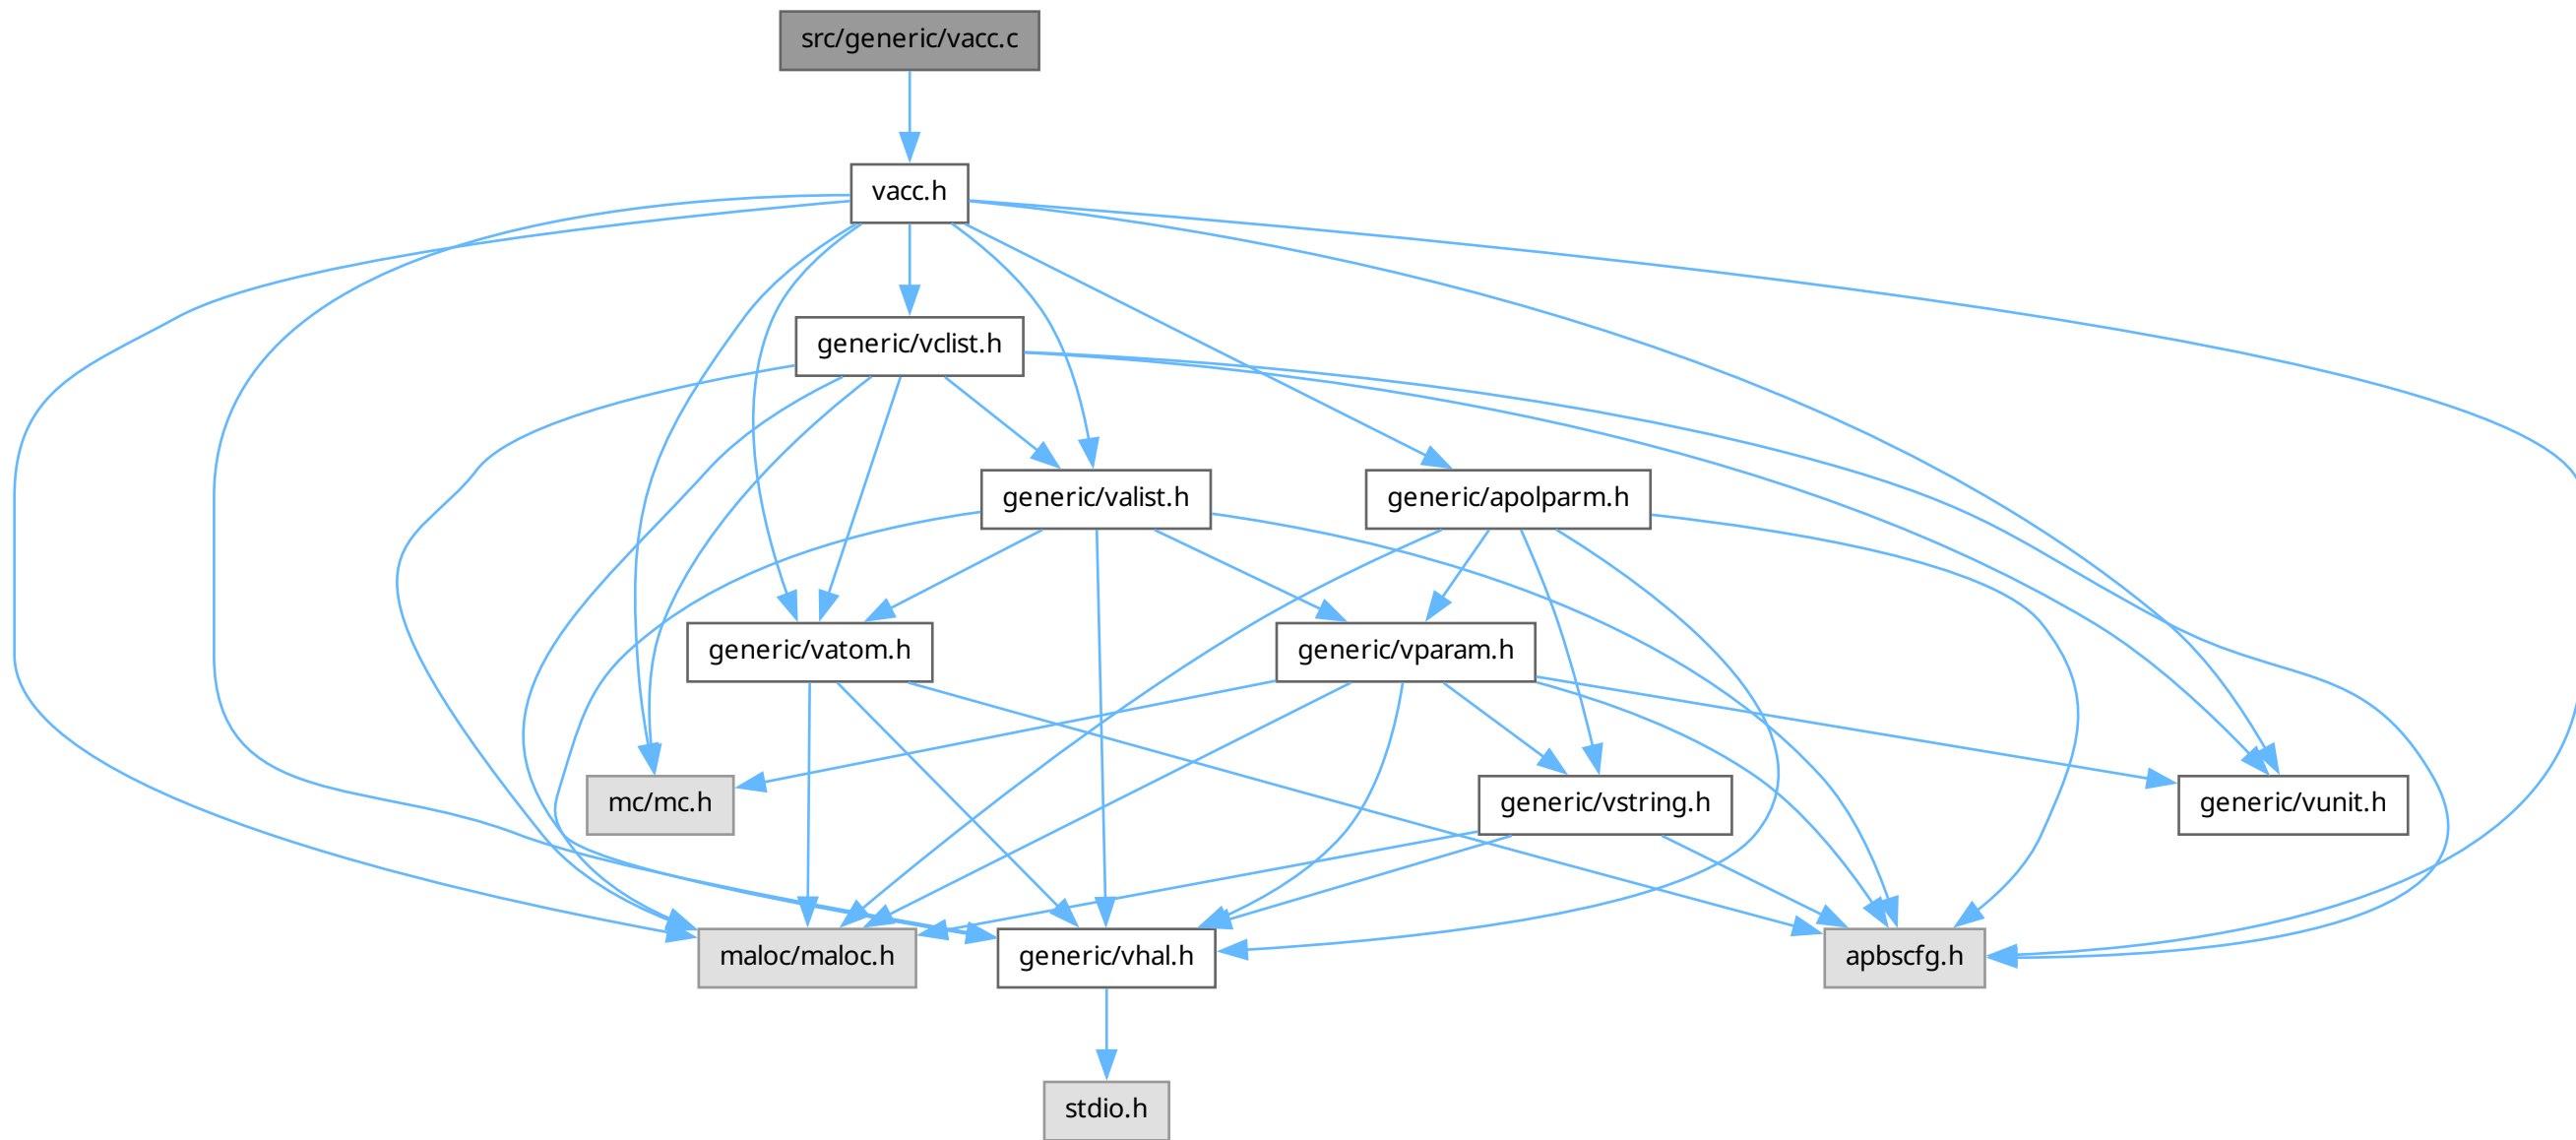 src/generic/vacc.c
vacc.h
generic/vclist.h
generic/valist.h
generic/apolparm.h
generic/vatom.h
generic/vparam.h
mc/mc.h
generic/vstring.h
generic/vunit.h
maloc/maloc.h
generic/vhal.h
apbscfg.h
stdio.h